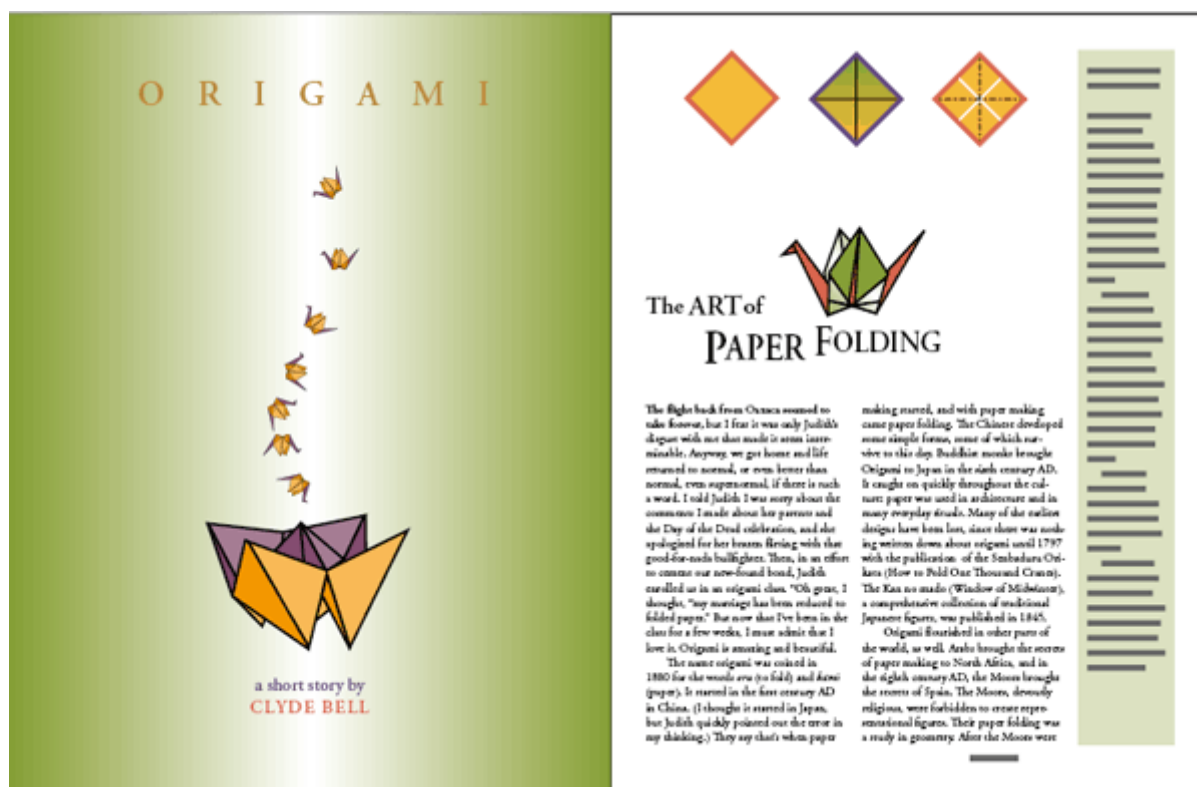 ORIGAMI
a short story by
CLYDE BELL
The ART of
PAPER FOLDING
The flight back from Oaxaca seemed to
take forever, but I fear it was only Judith's
disgust with me that made it seem inter-
minable. Anyway, we got home and life
returned to normal, or even better than
normal, even supernormal, if there is such
a word. I told Judith I was sorry about the
comments I made about her parents and
the Day of the Dead celebration, and she
apologized for her brazen flirting with that
good-for-nada bullfighter. Then, in an effort
to cement our new-found bond, Judith
enrolled us in an origami class. "Oh great, I
thought, "my marriage has been reduced to
folded paper." But now that I've been in the
class for a few weeks, I must admit that I
love it. Origami is amazing and beautiful.
The name origami was coined in
1880 for the words oru (to fold) and kami
(paper). It started in the first century AD
in China. (I thought it started in Japan,
but Judith quickly pointed out the error in
my thinking.) They say that's when paper
making started, and with paper making
came paper folding. The Chinese developed
some simple forms, some of which sur-
vive to this day. Buddhist monks brought
Origami to Japan in the sixth century AD.
It caught on quickly throughout the cul-
ture: paper was used in architecture and in
many everyday rituals. Many of the earliest
designs have been lost, since there was noth-
ing written down about origami until 1797
with the publication of the Senbazuru Ori-
kata (How to Fold One Thousand Cranes).
The Kan no mado (Window of Midwinter),
a comprehensive collection of traditional
Japanese figures, was published in 1845.
Origami flourished in other parts of
the world, as well. Arabs brought the secrets
of paper making to North Africa, and in
the eighth century AD, the Moors brought
the secrets of Spain. The Moors, devoutly
religious, were forbidden to create repre-
sentational figures. Their paper folding was
a study in geometry. After the Moors were